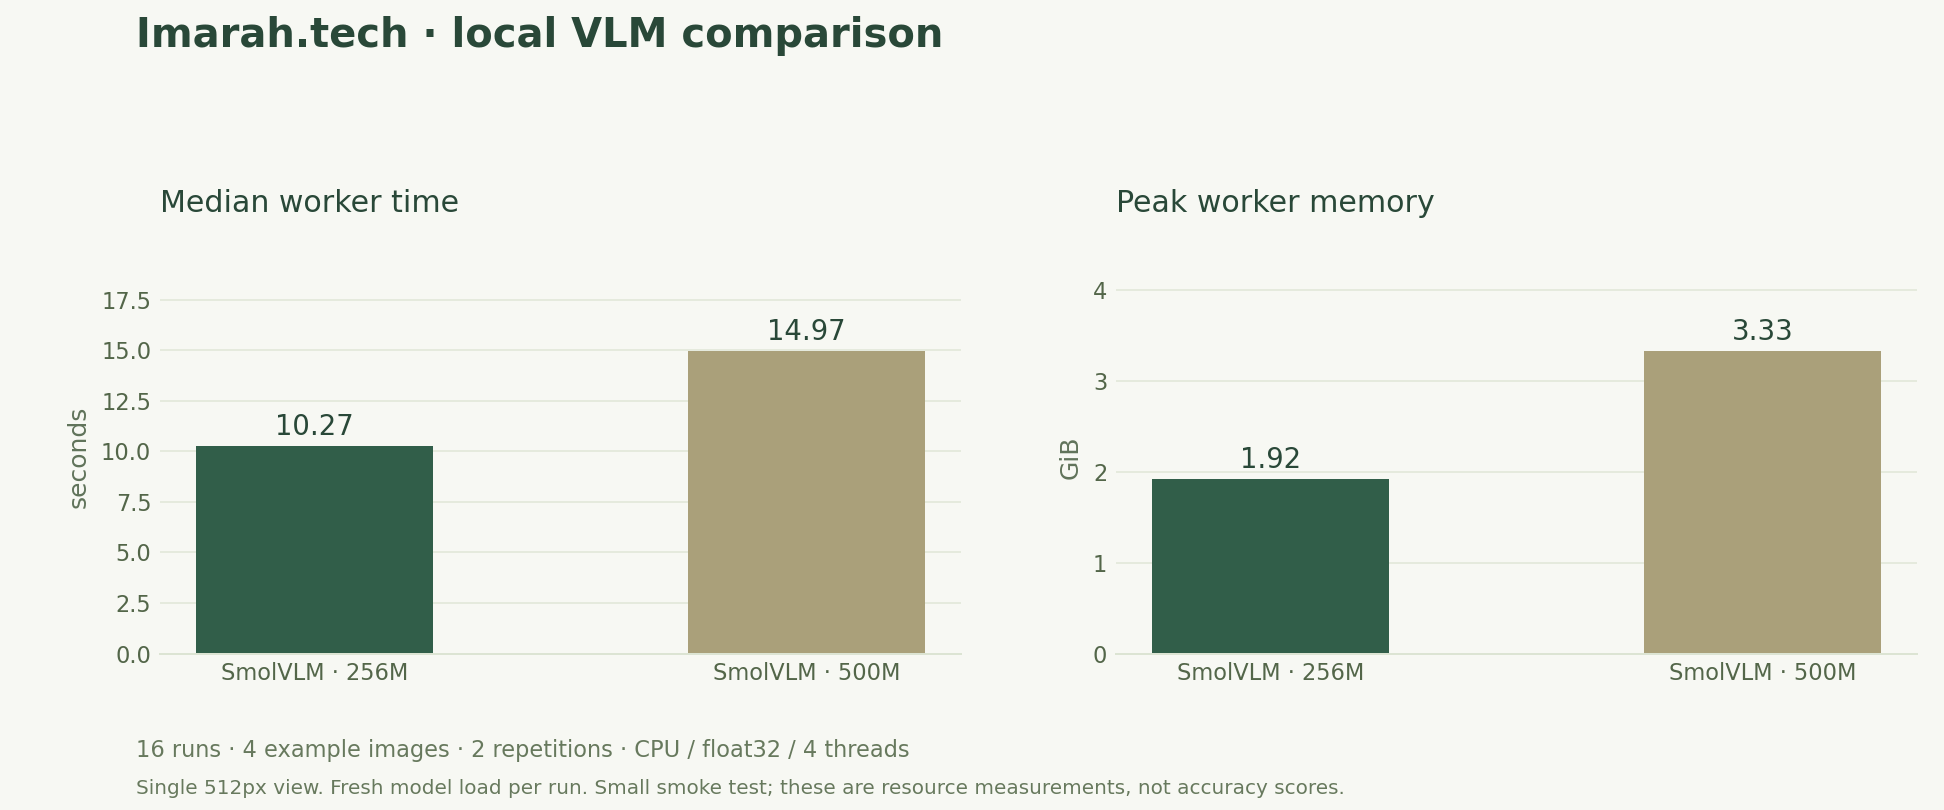 Imarah.tech · local VLM comparison
Median worker time
17.5
15.0
12.5
10.0
7.5
5.0
2.5
0.0
seconds
10.27
14.97
SmolVLM · 256M
SmolVLM · 500M
Peak worker memory
4
3
2
1
0
GiB
1.92
3.33
SmolVLM · 256M
SmolVLM · 500M
16 runs · 4 example images · 2 repetitions · CPU / float32 / 4 threads
Single 512px view. Fresh model load per run. Small smoke test; these are resource measurements, not accuracy scores.